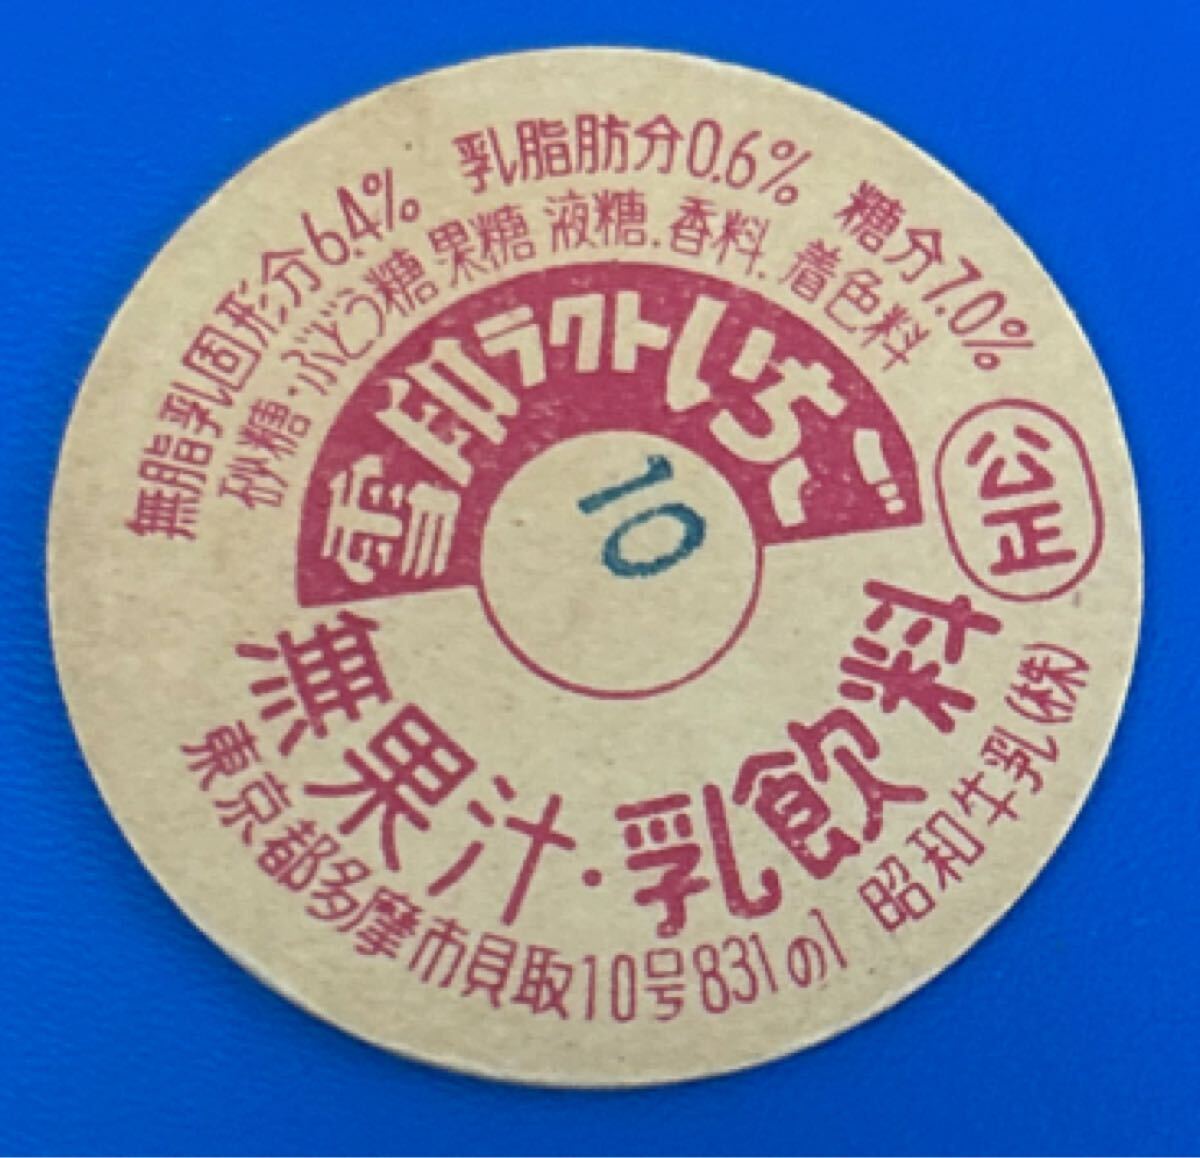 無脂乳固形分6.4% 乳脂肪分0.6% 糖分7.0%
砂糖・ぶどう糖 果糖 液糖.香料.着色料
雪印ラクトいちご
10
公正
無果汁・乳飲料
東京都多摩市貝取10号831の1 昭和牛乳(株)